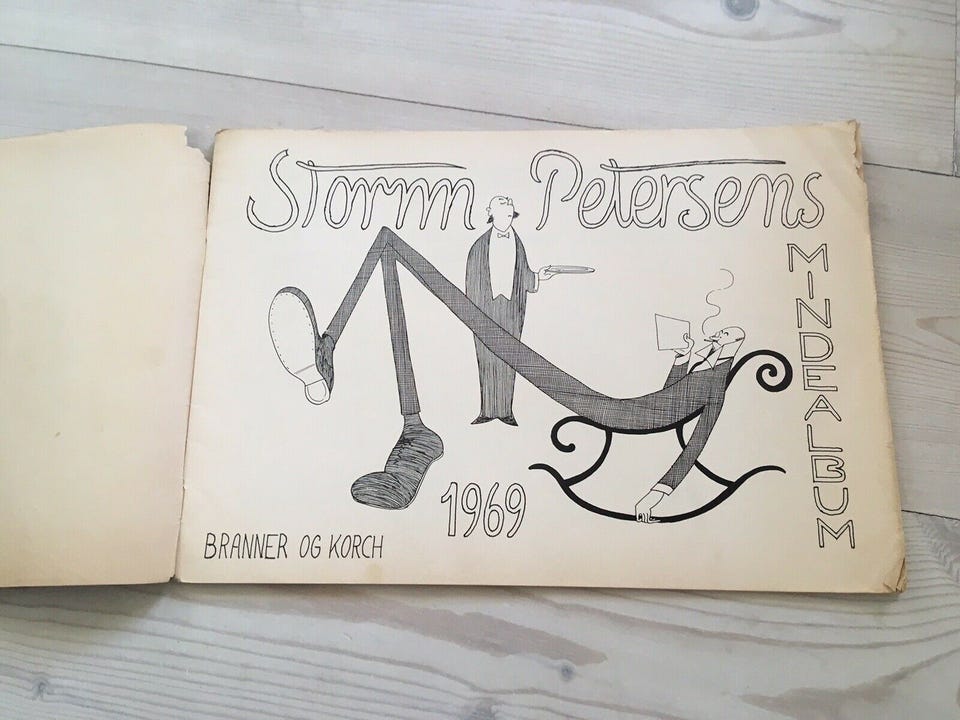 Storm Petersens
MINDEALBUM
1969
BRANNER OG KORCH